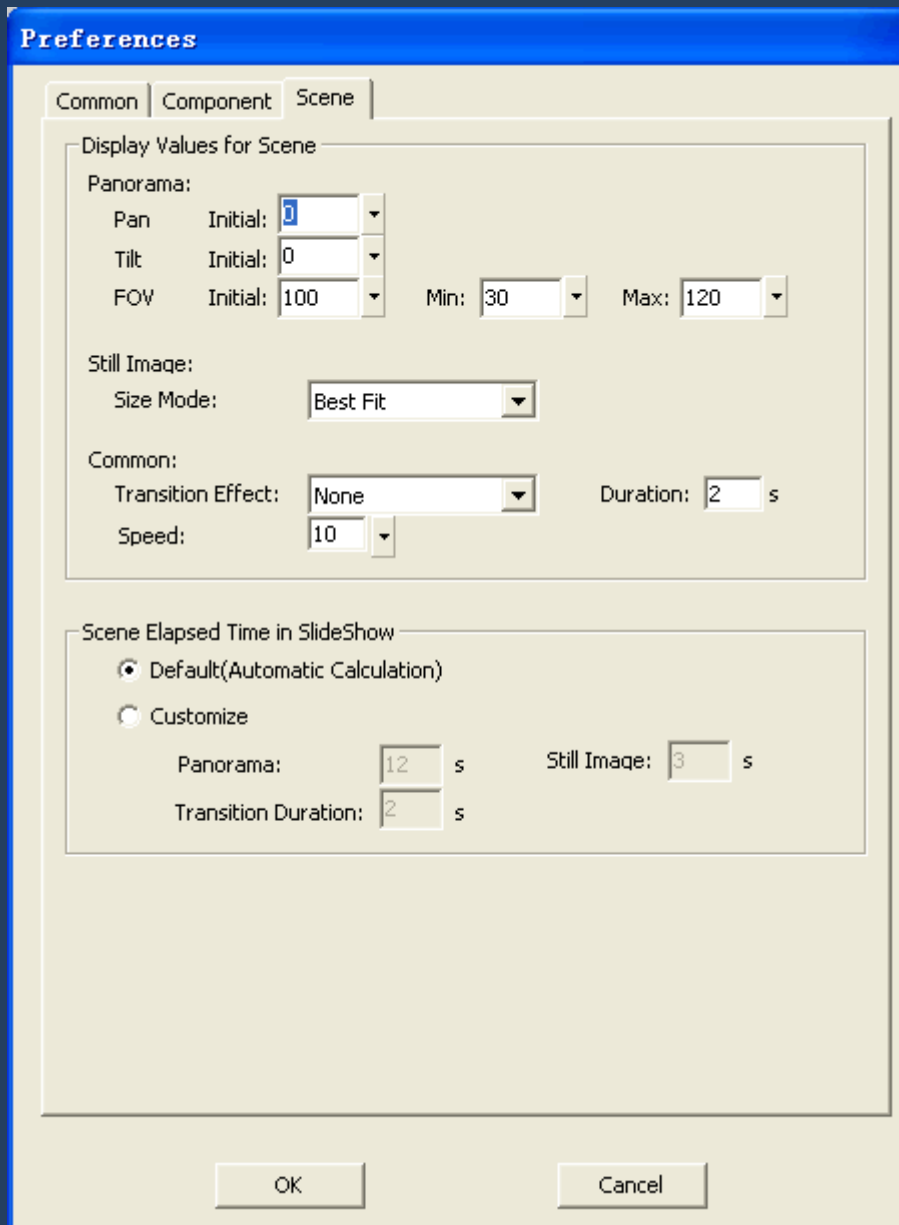 Preferences
Common Component Scene
Display Values for Scene
Panorama:
Pan Initial: 0
Tilt Initial: 0
FOV Initial: 100 Min: 30 Max: 120
Still Image:
Size Mode: Best Fit
Common:
Transition Effect: None Duration: 2 s
Speed: 10
Scene Elapsed Time in SlideShow
Default(Automatic Calculation)
Customize
Panorama: 12 s Still Image: 3 s
Transition Duration: 2 s
OK Cancel